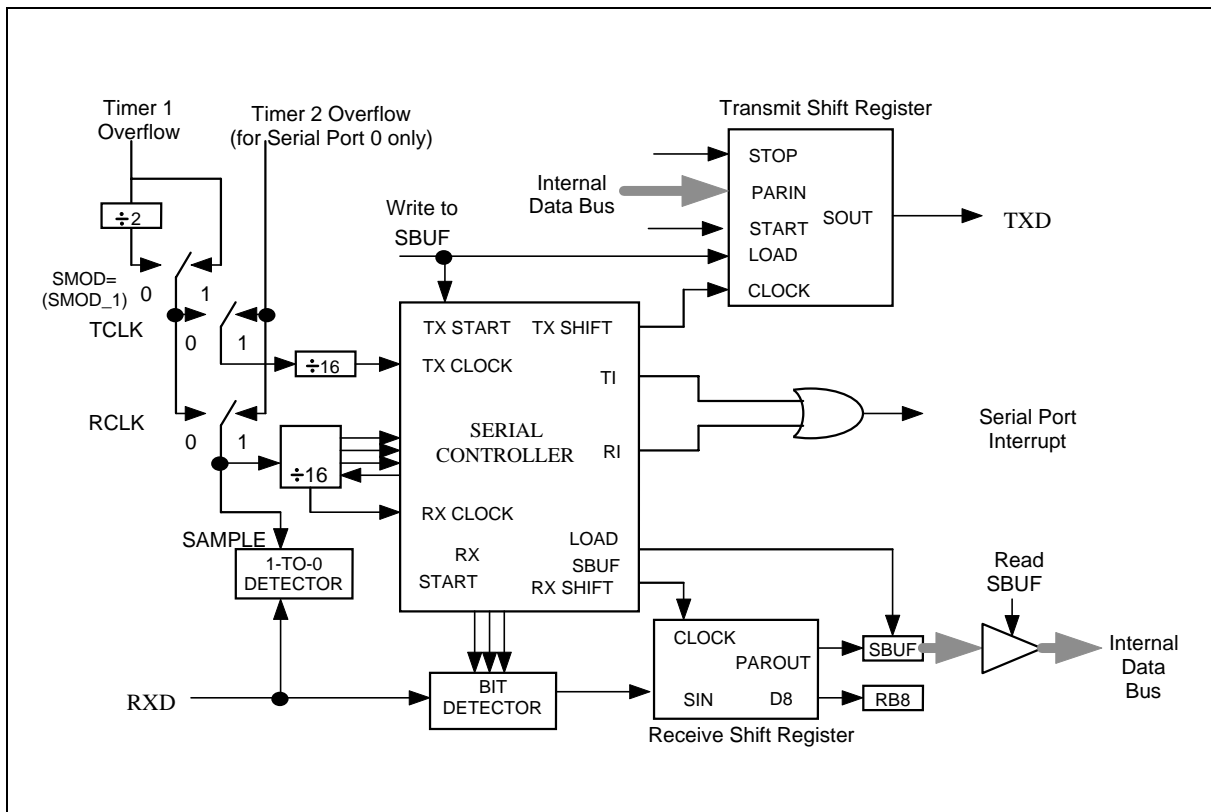 Timer 1
Overflow
Timer 2 Overflow
(for Serial Port 0 only)
÷2
SMOD=
(SMOD_1)
0
1
TCLK
0
1
÷16
RCLK
0
1
÷16
SAMPLE
1-TO-0
DETECTOR
RXD
Write to
SBUF
TX START
TX SHIFT
TX CLOCK
TI
SERIAL
CONTROLLER
RI
RX CLOCK
LOAD
SBUF
RX
START
RX SHIFT
BIT
DETECTOR
Transmit Shift Register
Internal
Data Bus
STOP
PARIN
START
SOUT
LOAD
CLOCK
TXD
Serial Port
Interrupt
CLOCK
PAROUT
SIN
D8
Receive Shift Register
SBUF
RB8
Read
SBUF
Internal
Data
Bus